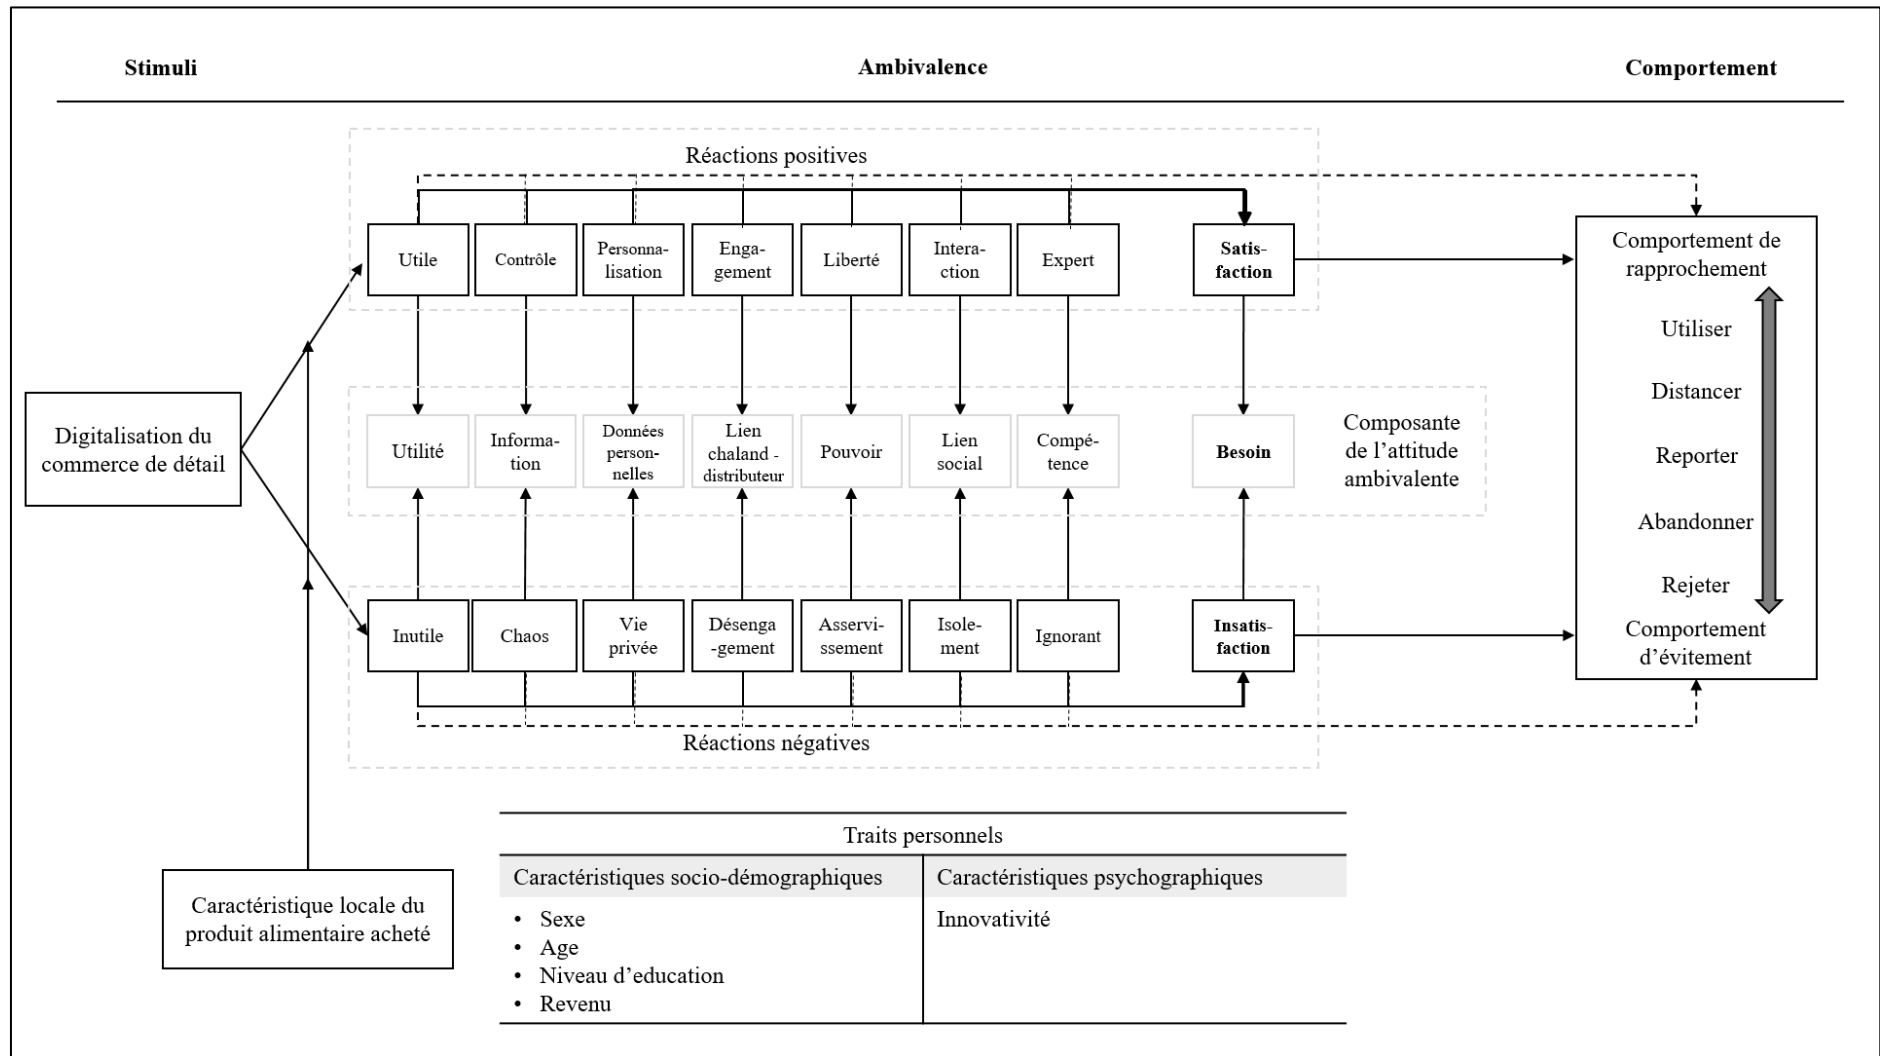 Stimuli
Ambivalence
Comportement
Réactions positives
Utile
Contrôle
Personna-
lisation
Enga-
gement
Liberté
Intera-
ction
Expert
Satis-
faction
Comportement de
rapprochement
Utiliser
Distancer
Reporter
Abandonner
Rejeter
Comportement
d’évitement
Digitalisation du
commerce de détail
Utilité
Informa-
tion
Données
person-
nelles
Lien
chaland -
distributeur
Pouvoir
Lien
social
Compé-
tence
Besoin
Composante
de l’attitude
ambivalente
Inutile
Chaos
Vie
privée
Désenga
-gement
Asservi-
ssement
Isole-
ment
Ignorant
Insatis-
faction
Réactions négatives
Caractéristique locale du
produit alimentaire acheté
Traits personnels
Caractéristiques socio-démographiques
Caractéristiques psychographiques
• Sexe
• Age
• Niveau d’education
• Revenu
Innovativité